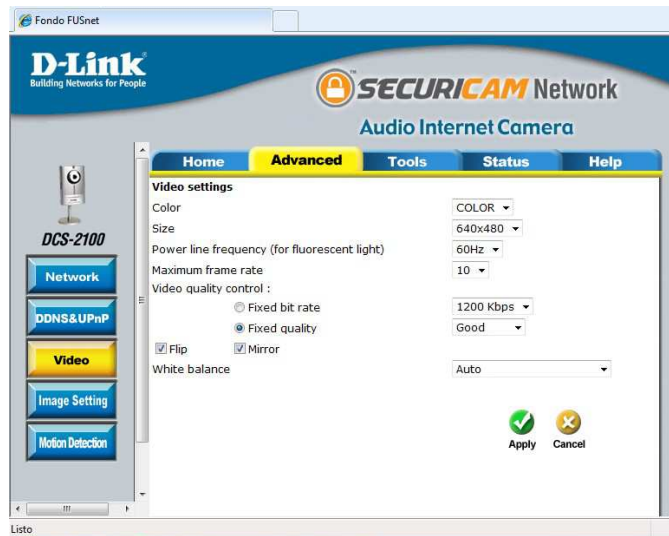 Fondo FUSnet
D-Link
Building Networks for People
SECURICAM Network
Audio Internet Camera
Home Advanced Tools Status Help
DCS-2100
Network
DDNS&UPnP
Video
Image Setting
Motion Detection
Video settings
Color COLOR
Size 640x480
Power line frequency (for fluorescent light) 60Hz
Maximum frame rate 10
Video quality control :
Fixed bit rate 1200 Kbps
Fixed quality Good
Flip Mirror
White balance Auto
Apply Cancel
Listo